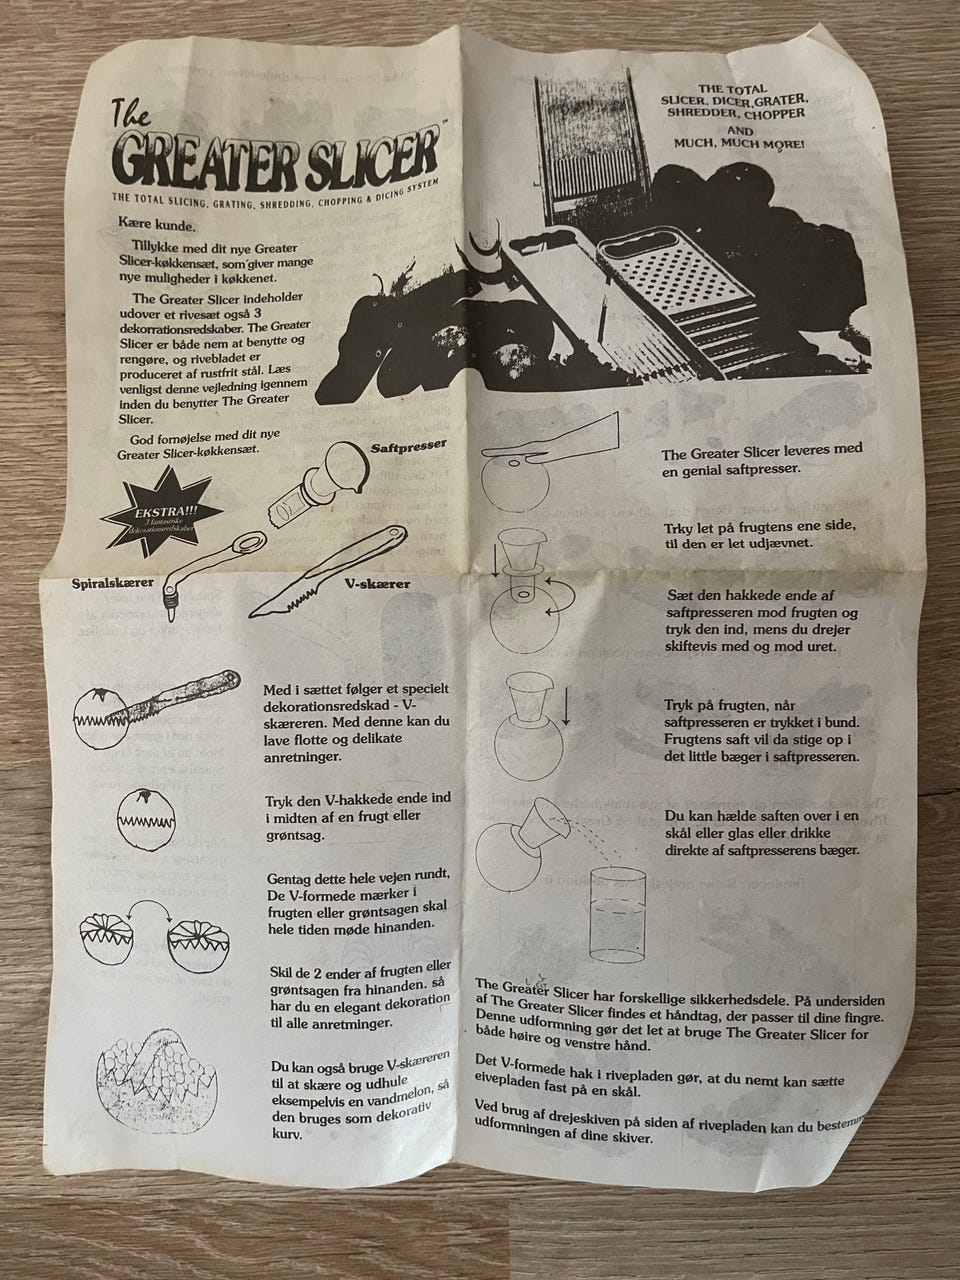 The
GREATER SLICER™
THE TOTAL SLICING, GRATING, SHREDDING, CHOPPING & DICING SYSTEM
Kære kunde.
Tillykke med dit nye Greater
Slicer-køkkensæt, som giver mange
nye muligheder i køkkenet.
The Greater Slicer indeholder
udover et rivesæt også 3
dekorrationsredskaber. The Greater
Slicer er både nem at benytte og
rengøre, og rivebladet er
produceret af rustfrit stål. Læs
venligst denne vejledning igennem
inden du benytter The Greater
Slicer.
God fornøjelse med dit nye
Greater Slicer-køkkensæt.
EKSTRA!!!
3 fantastiske
dekorationsredskaber
Saftpresser
Spiralskærer
V-skærer
Med i sættet følger et specielt
dekorationsredskad - V-
skæreren. Med denne kan du
lave flotte og delikate
anretninger.
Tryk den V-hakkede ende ind
i midten af en frugt eller
grøntsag.
Gentag dette hele vejen rundt,
De V-formede mærker i
frugten eller grøntsagen skal
hele tiden møde hinanden.
Skil de 2 ender af frugten eller
grøntsagen fra hinanden. så
har du en elegant dekoration
til alle anretminger.
Du kan også bruge V-skæreren
til at skære og udhule
eksempelvis en vandmelon, så
den bruges som dekorativ
kurv.
THE TOTAL
SLICER, DICER,GRATER,
SHREDDER, CHOPPER
AND
MUCH, MUCH MORE!
The Greater Slicer leveres med
en genial saftpresser.
Trky let på frugtens ene side,
til den er let udjævnet.
Sæt den hakkede ende af
saftpresseren mod frugten og
tryk den ind, mens du drejer
skiftevis med og mod uret.
Tryk på frugten, når
saftpresseren er trykket i bund.
Frugtens saft vil da stige op i
det little bæger i saftpresseren.
Du kan hælde saften over i en
skål eller glas eller drikke
direkte af saftpresserens bæger.
The Greater Slicer har forskellige sikkerhedsdele. På undersiden
af The Greater Slicer findes et håndtag, der passer til dine fingre.
Denne udformning gør det let at bruge The Greater Slicer for
både høire og venstre hånd.
Det V-formede hak i rivepladen gør, at du nemt kan sætte
eivepladen fast på en skål.
Ved brug af drejeskiven på siden af rivepladen kan du bestemme
udformningen af dine skiver.